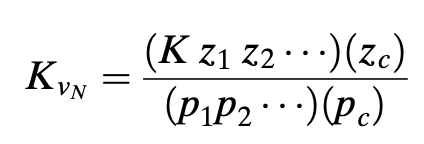 K_{v_N} = \frac{(K z_1 z_2 \cdots)(z_c)}{(p_1 p_2 \cdots)(p_c)}